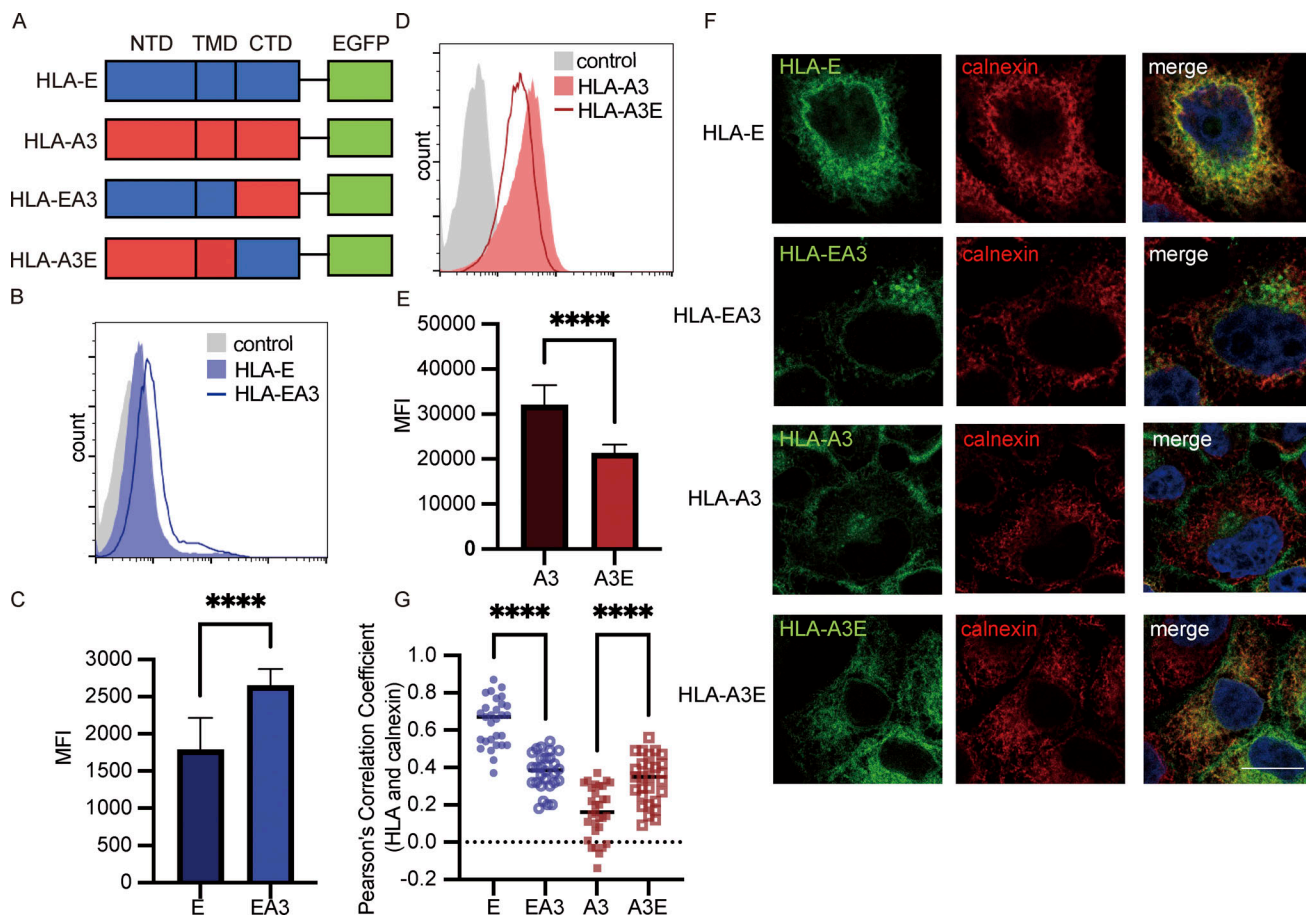 A
NTD TMD CTD EGFP
HLA-E
HLA-A3
HLA-EA3
HLA-A3E
B
count
control
HLA-E
HLA-EA3
C
****
MFI
3000
2500
2000
1500
1000
500
0
E EA3
D
count
control
HLA-A3
HLA-A3E
E
****
MFI
50000
40000
30000
20000
10000
0
A3 A3E
G
**** ****
Pearson's Correlation Coefficient
(HLA and calnexin)
1.0
0.8
0.6
0.4
0.2
0.0
-0.2
E EA3 A3 A3E
F
HLA-E
HLA-E calnexin merge
HLA-EA3
HLA-EA3 calnexin merge
HLA-A3
HLA-A3 calnexin merge
HLA-A3E
HLA-A3E calnexin merge